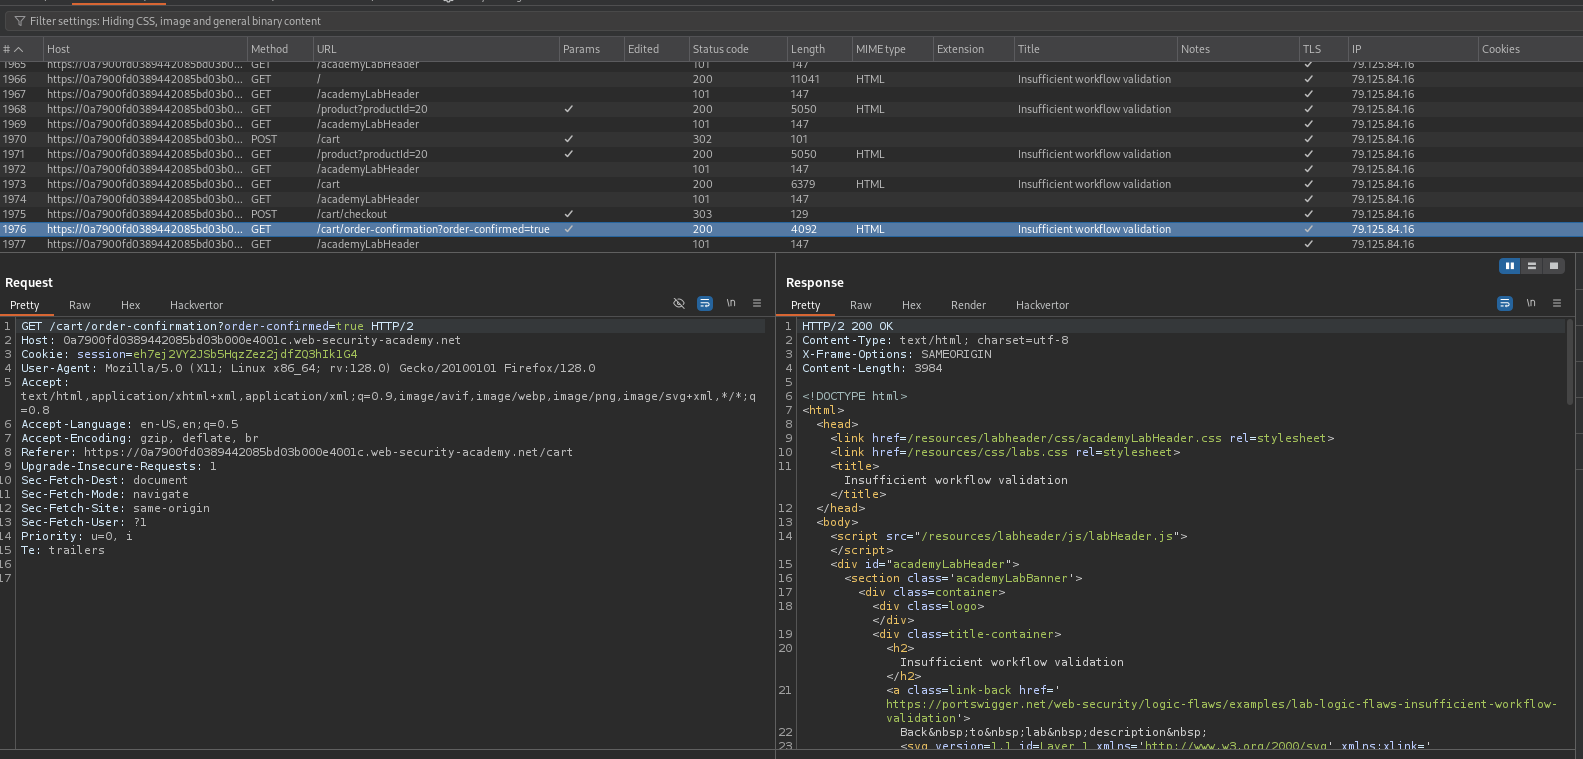 Filter settings: Hiding CSS, image and general binary content
# Host Method URL Params Edited Status code Length MIME type Extension Title Notes TLS IP Cookies
1965 https://0a7900fd0389442085bd03b0... GET /academyLabHeader 101 147 ✓ 79.125.84.16
1966 https://0a7900fd0389442085bd03b0... GET / 200 11041 HTML Insufficient workflow validation ✓ 79.125.84.16
1967 https://0a7900fd0389442085bd03b0... GET /academyLabHeader 101 147 ✓ 79.125.84.16
1968 https://0a7900fd0389442085bd03b0... GET /product?productId=20 ✓ 200 5050 HTML Insufficient workflow validation ✓ 79.125.84.16
1969 https://0a7900fd0389442085bd03b0... GET /academyLabHeader 101 147 ✓ 79.125.84.16
1970 https://0a7900fd0389442085bd03b0... POST /cart ✓ 302 101 ✓ 79.125.84.16
1971 https://0a7900fd0389442085bd03b0... GET /product?productId=20 ✓ 200 5050 HTML Insufficient workflow validation ✓ 79.125.84.16
1972 https://0a7900fd0389442085bd03b0... GET /academyLabHeader 101 147 ✓ 79.125.84.16
1973 https://0a7900fd0389442085bd03b0... GET /cart 200 6379 HTML Insufficient workflow validation ✓ 79.125.84.16
1974 https://0a7900fd0389442085bd03b0... GET /academyLabHeader 101 147 ✓ 79.125.84.16
1975 https://0a7900fd0389442085bd03b0... POST /cart/checkout ✓ 303 129 ✓ 79.125.84.16
1976 https://0a7900fd0389442085bd03b0... GET /cart/order-confirmation?order-confirmed=true ✓ 200 4092 HTML Insufficient workflow validation ✓ 79.125.84.16
1977 https://0a7900fd0389442085bd03b0... GET /academyLabHeader 101 147 ✓ 79.125.84.16
Request
Pretty Raw Hex Hackvertor \n
1 GET /cart/order-confirmation?order-confirmed=true HTTP/2
2 Host: 0a7900fd0389442085bd03b000e4001c.web-security-academy.net
3 Cookie: session=eh7ej2VY2JSb5HqzZez2jdfZQ3hIk1G4
4 User-Agent: Mozilla/5.0 (X11; Linux x86_64; rv:128.0) Gecko/20100101 Firefox/128.0
5 Accept:
text/html,application/xhtml+xml,application/xml;q=0.9,image/avif,image/webp,image/png,image/svg+xml,*/*;q
=0.8
6 Accept-Language: en-US,en;q=0.5
7 Accept-Encoding: gzip, deflate, br
8 Referer: https://0a7900fd0389442085bd03b000e4001c.web-security-academy.net/cart
9 Upgrade-Insecure-Requests: 1
10 Sec-Fetch-Dest: document
11 Sec-Fetch-Mode: navigate
12 Sec-Fetch-Site: same-origin
13 Sec-Fetch-User: ?1
14 Priority: u=0, i
15 Te: trailers
16
17
Response
Pretty Raw Hex Render Hackvertor \n
1 HTTP/2 200 OK
2 Content-Type: text/html; charset=utf-8
3 X-Frame-Options: SAMEORIGIN
4 Content-Length: 3984
5
6 <!DOCTYPE html>
7 <html>
8 <head>
9 <link href=/resources/labheader/css/academyLabHeader.css rel=stylesheet>
10 <link href=/resources/css/labs.css rel=stylesheet>
11 <title>
Insufficient workflow validation
</title>
12 </head>
13 <body>
14 <script src="/resources/labheader/js/labHeader.js">
</script>
15 <div id="academyLabHeader">
16 <section class='academyLabBanner'>
17 <div class=container>
18 <div class=logo>
</div>
19 <div class=title-container>
20 <h2>
Insufficient workflow validation
</h2>
21 <a class=link-back href='
https://portswigger.net/web-security/logic-flaws/examples/lab-logic-flaws-insufficient-workflow-
validation'>
22 Back&nbsp;to&nbsp;lab&nbsp;description&nbsp;
23 <svg version=1.1 id=Layer_1 xmlns='http://www.w3.org/2000/svg' xmlns:xlink='